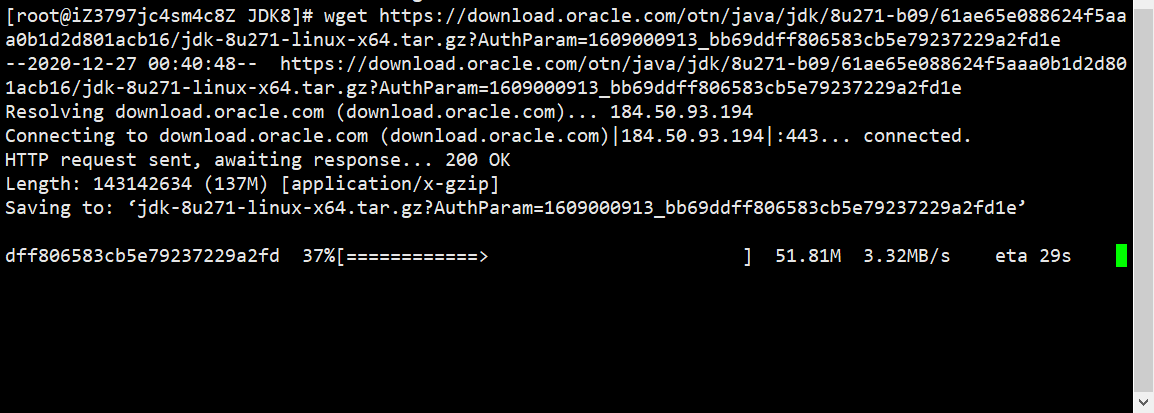 [root@iZ3797jc4sm4c8Z JDK8]# wget https://download.oracle.com/otn/java/jdk/8u271-b09/61ae65e088624f5aa
a0b1d2d801acb16/jdk-8u271-linux-x64.tar.gz?AuthParam=1609000913_bb69ddff806583cb5e79237229a2fd1e
--2020-12-27 00:40:48--  https://download.oracle.com/otn/java/jdk/8u271-b09/61ae65e088624f5aaa0b1d2d80
1acb16/jdk-8u271-linux-x64.tar.gz?AuthParam=1609000913_bb69ddff806583cb5e79237229a2fd1e
Resolving download.oracle.com (download.oracle.com)... 184.50.93.194
Connecting to download.oracle.com (download.oracle.com)|184.50.93.194|:443... connected.
HTTP request sent, awaiting response... 200 OK
Length: 143142634 (137M) [application/x-gzip]
Saving to: ‘jdk-8u271-linux-x64.tar.gz?AuthParam=1609000913_bb69ddff806583cb5e79237229a2fd1e’
dff806583cb5e79237229a2fd  37%[============>                       ]  51.81M  3.32MB/s    eta 29s